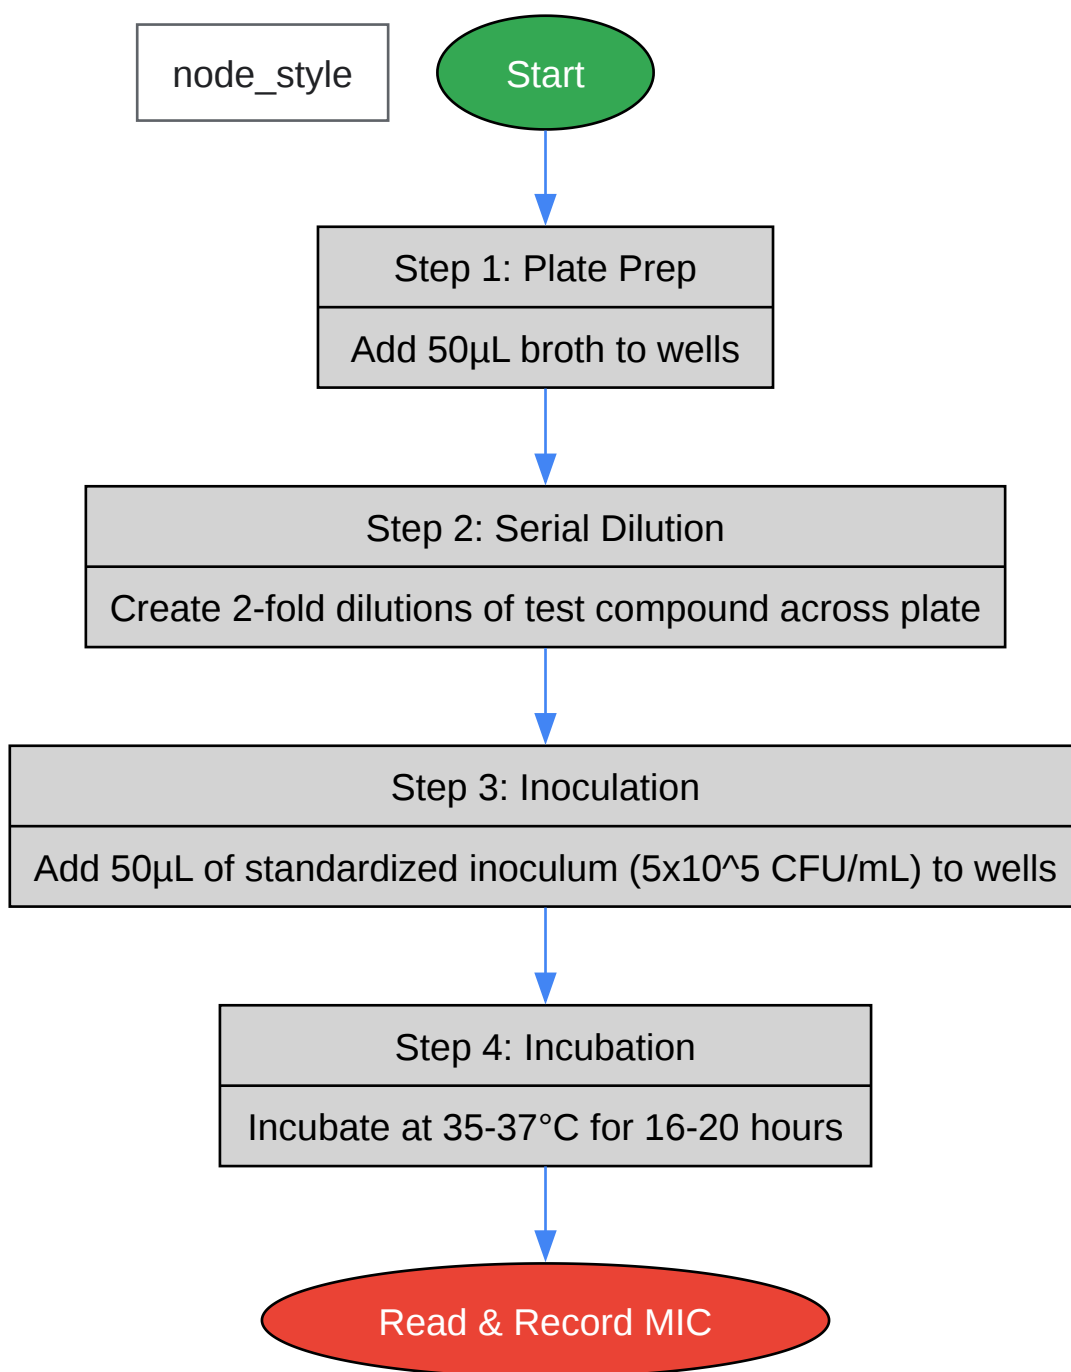 node_style
Start
Step 1: Plate Prep
Add 50µL broth to wells
Step 2: Serial Dilution
Create 2-fold dilutions of test compound across plate
Step 3: Inoculation
Add 50µL of standardized inoculum (5x10^5 CFU/mL) to wells
Step 4: Incubation
Incubate at 35-37°C for 16-20 hours
Read & Record MIC